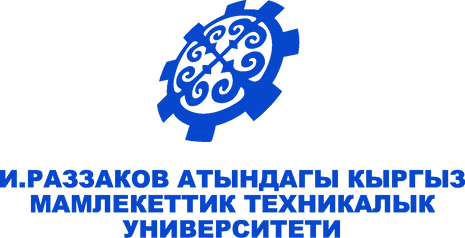 И.РАЗЗАКОВ АТЫНДАГЫ КЫРГЫЗ
МАМЛЕКЕТТИК ТЕХНИКАЛЫК
УНИВЕРСИТЕТИ